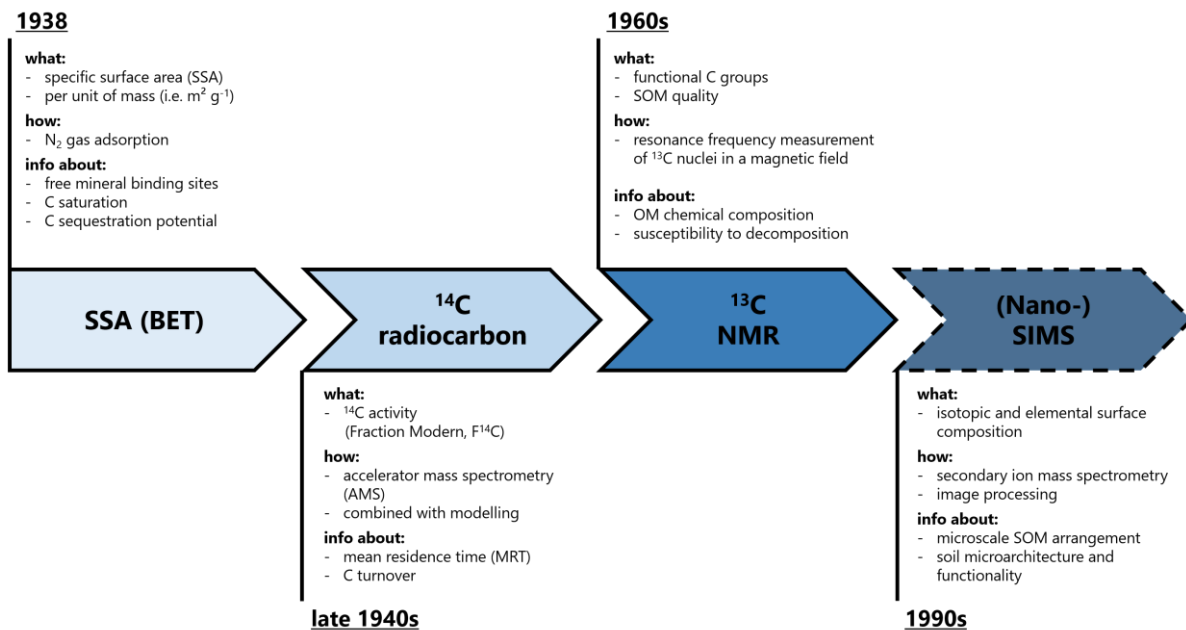 1938
what:
- specific surface area (SSA)
- per unit of mass (i.e. m² g⁻¹)
how:
- N₂ gas adsorption
info about:
- free mineral binding sites
- C saturation
- C sequestration potential
1960s
what:
- functional C groups
- SOM quality
how:
- resonance frequency measurement
of ¹³C nuclei in a magnetic field
info about:
- OM chemical composition
- susceptibility to decomposition
SSA (BET)
¹⁴C
radiocarbon
¹³C
NMR
(Nano-)
SIMS
what:
- ¹⁴C activity
(Fraction Modern, F¹⁴C)
how:
- accelerator mass spectrometry
(AMS)
- combined with modelling
info about:
- mean residence time (MRT)
- C turnover
late 1940s
what:
- isotopic and elemental surface
composition
how:
- secondary ion mass spectrometry
- image processing
info about:
- microscale SOM arrangement
- soil microarchitecture and
functionality
1990s